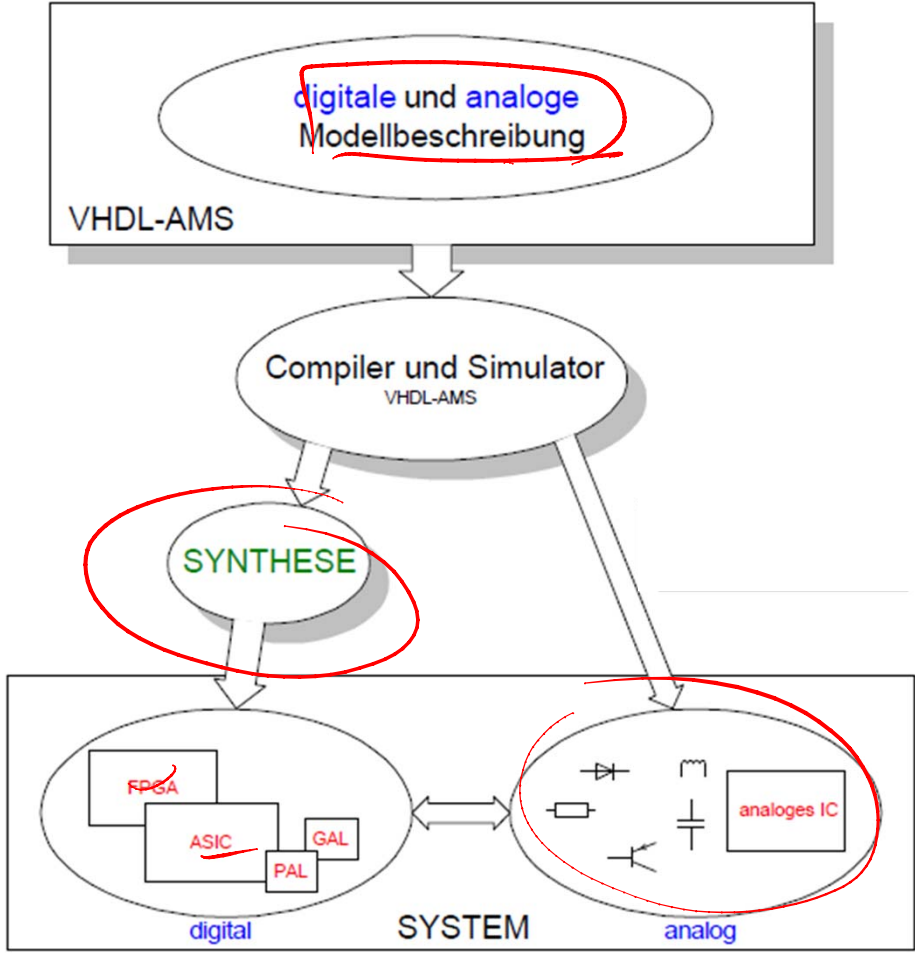 digitale und analoge
Modellbeschreibung
VHDL-AMS
Compiler und Simulator
VHDL-AMS
SYNTHESE
FPGA
ASIC
GAL
PAL
analoges IC
digital
SYSTEM
analog